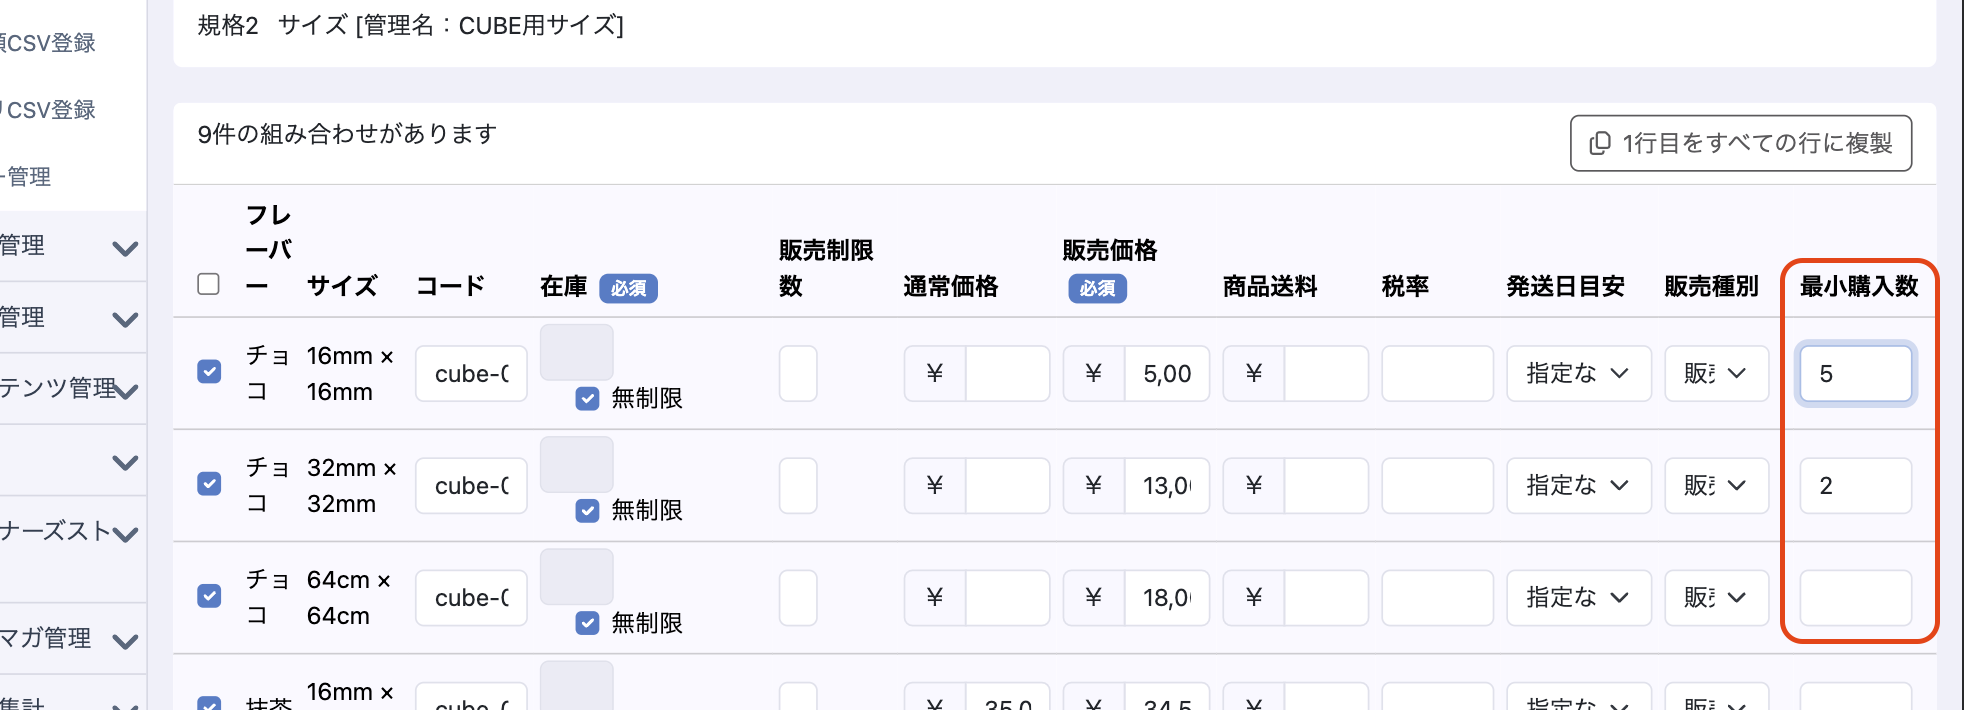 規格2 サイズ [管理名：CUBE用サイズ]
CSV登録
CSV登録
管理
管理
管理
テンツ管理
ナーズスト
マガ管理
集計
9件の組み合わせがあります
1行目をすべての行に複製
フレーバー サイズ コード 在庫 必須 販売制限数 通常価格 販売価格 必須 商品送料 税率 発送日目安 販売種別 最小購入数
チョコ 16mm × 16mm cube-0 無制限 ¥ ¥ 5,00 ¥ 指定な 販売 5
チョコ 32mm × 32mm cube-0 無制限 ¥ ¥ 13,0 ¥ 指定な 販売 2
チョコ 64cm × 64cm cube-0 無制限 ¥ ¥ 18,0 ¥ 指定な 販売
抹茶 16mm × cube-0 ¥ 35,0 ¥ 34,5 ¥ 指定な 販売